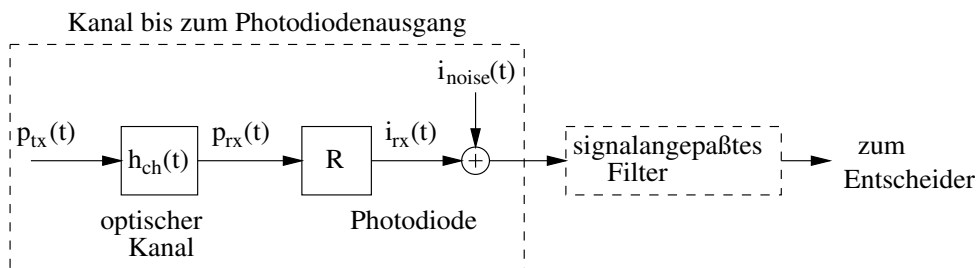 Kanal bis zum Photodiodenausgang
i_noise(t)
p_tx(t)
h_ch(t)
p_rx(t)
R
i_rx(t)
+
signalangepaßtes
Filter
zum
Entscheider
optischer
Kanal
Photodiode